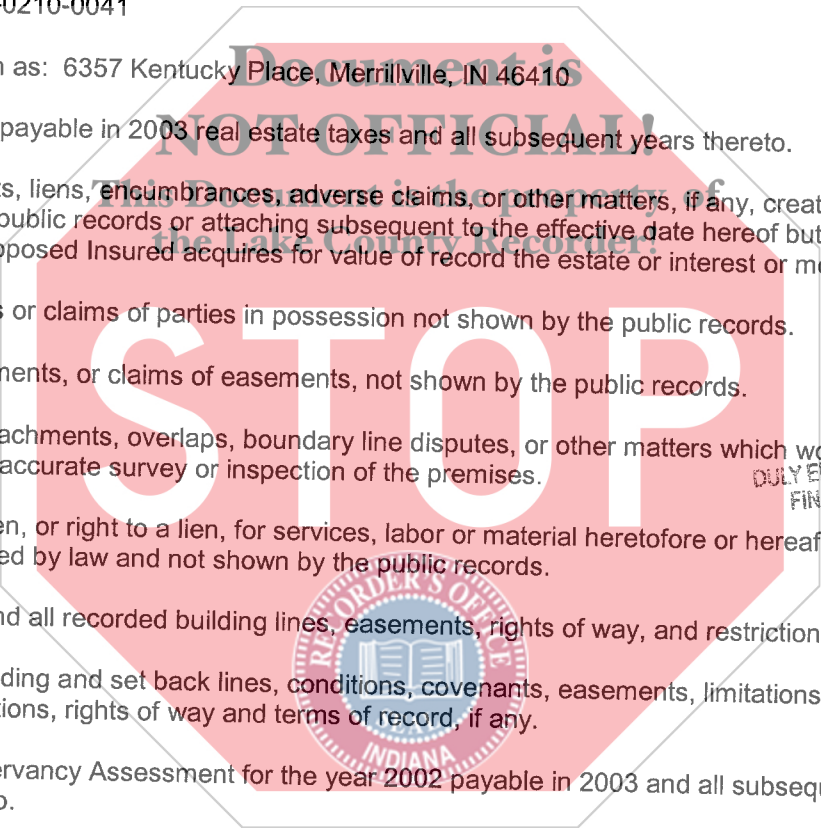 -0210-0041
n as: 6357 Kentucky Place, Merrillville, IN 46410
Document is
payable in 2003 real estate taxes and all subsequent years thereto.
NOT OFFICIAL!
ts, liens, encumbrances, adverse claims, or other matters, if any, creat
This Document is the property of
public records or attaching subsequent to the effective date hereof but
the Lake County Recorder!
oposed Insured acquires for value of record the estate or interest or mo
s or claims of parties in possession not shown by the public records.
STOP
ments, or claims of easements, not shown by the public records.
achments, overlaps, boundary line disputes, or other matters which wo
accurate survey or inspection of the premises.
DULY E
FIN
en, or right to a lien, for services, labor or material heretofore or hereaf
ed by law and not shown by the public records.
RECORDER'S OFFICE
nd all recorded building lines, easements, rights of way, and restriction
ding and set back lines, conditions, covenants, easements, limitations
tions, rights of way and terms of record, if any.
SEAL
INDIANA
ervancy Assessment for the year 2002 payable in 2003 and all subsequ
o.